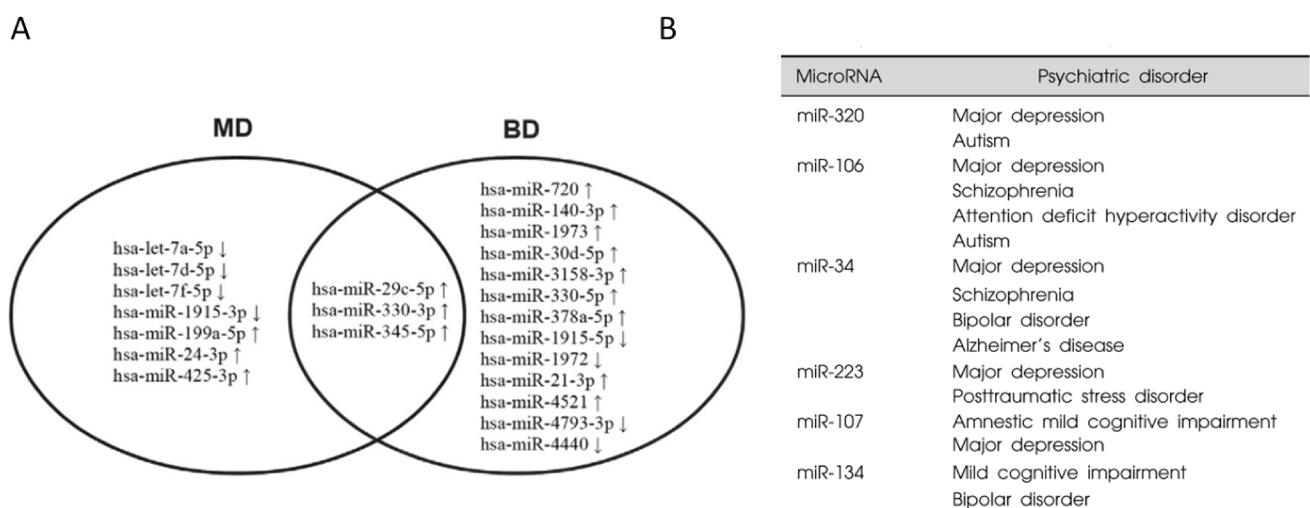 A
B
MD
BD
hsa-let-7a-5p ↓
hsa-let-7d-5p ↓
hsa-let-7f-5p ↓
hsa-miR-1915-3p ↓
hsa-miR-199a-5p ↑
hsa-miR-24-3p ↑
hsa-miR-425-3p ↑
hsa-miR-29c-5p ↑
hsa-miR-330-3p ↑
hsa-miR-345-5p ↑
hsa-miR-720 ↑
hsa-miR-140-3p ↑
hsa-miR-1973 ↑
hsa-miR-30d-5p ↑
hsa-miR-3158-3p ↑
hsa-miR-330-5p ↑
hsa-miR-378a-5p ↑
hsa-miR-1915-5p ↓
hsa-miR-1972 ↓
hsa-miR-21-3p ↑
hsa-miR-4521 ↑
hsa-miR-4793-3p ↓
hsa-miR-4440 ↓
MicroRNA Psychiatric disorder
miR-320 Major depression
Autism
miR-106 Major depression
Schizophrenia
Attention deficit hyperactivity disorder
Autism
miR-34 Major depression
Schizophrenia
Bipolar disorder
Alzheimer's disease
miR-223 Major depression
Posttraumatic stress disorder
miR-107 Amnestic mild cognitive impairment
Major depression
miR-134 Mild cognitive impairment
Bipolar disorder